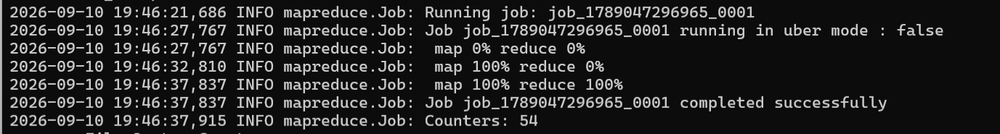 2026-09-10 19:46:21,686 INFO mapreduce.Job: Running job: job_1789047296965_0001
2026-09-10 19:46:27,767 INFO mapreduce.Job: Job job_1789047296965_0001 running in uber mode : false
2026-09-10 19:46:27,767 INFO mapreduce.Job:  map 0% reduce 0%
2026-09-10 19:46:32,810 INFO mapreduce.Job:  map 100% reduce 0%
2026-09-10 19:46:37,837 INFO mapreduce.Job:  map 100% reduce 100%
2026-09-10 19:46:37,837 INFO mapreduce.Job: Job job_1789047296965_0001 completed successfully
2026-09-10 19:46:37,915 INFO mapreduce.Job: Counters: 54